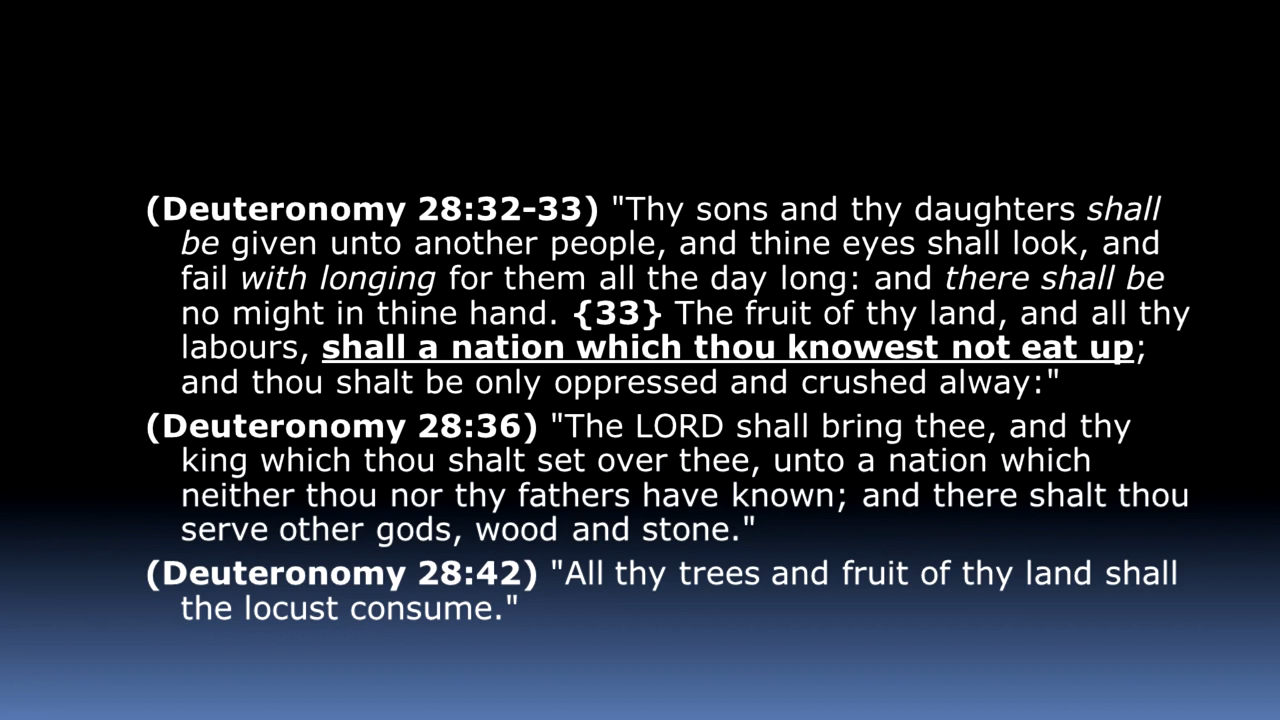 (Deuteronomy 28:32-33) "Thy sons and thy daughters shall
be given unto another people, and thine eyes shall look, and
fail with longing for them all the day long: and there shall be
no might in thine hand. {33} The fruit of thy land, and all thy
labours, shall a nation which thou knowest not eat up;
and thou shalt be only oppressed and crushed alway:"
(Deuteronomy 28:36) "The LORD shall bring thee, and thy
king which thou shalt set over thee, unto a nation which
neither thou nor thy fathers have known; and there shalt thou
serve other gods, wood and stone."
(Deuteronomy 28:42) "All thy trees and fruit of thy land shall
the locust consume."